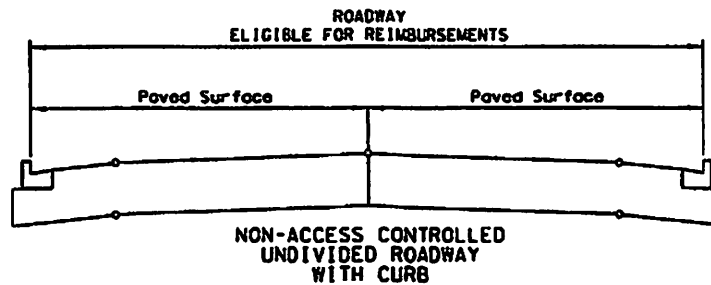 ROADWAY
ELIGIBLE FOR REIMBURSEMENTS
Paved Surface Paved Surface
NON-ACCESS CONTROLLED
UNDIVIDED ROADWAY
WITH CURB